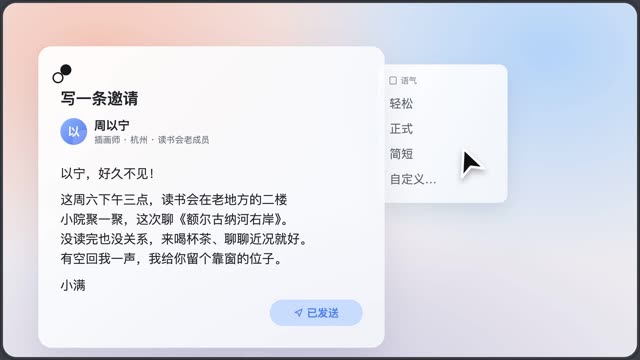 写一条邀请
以
周以宁
插画师 · 杭州 · 读书会老成员
以宁，好久不见！
这周六下午三点，读书会在老地方的二楼
小院聚一聚，这次聊《额尔古纳河右岸》。
没读完也没关系，来喝杯茶、聊聊近况就好。
有空回我一声，我给你留个靠窗的位子。
小满
已发送
语气
轻松
正式
简短
自定义…